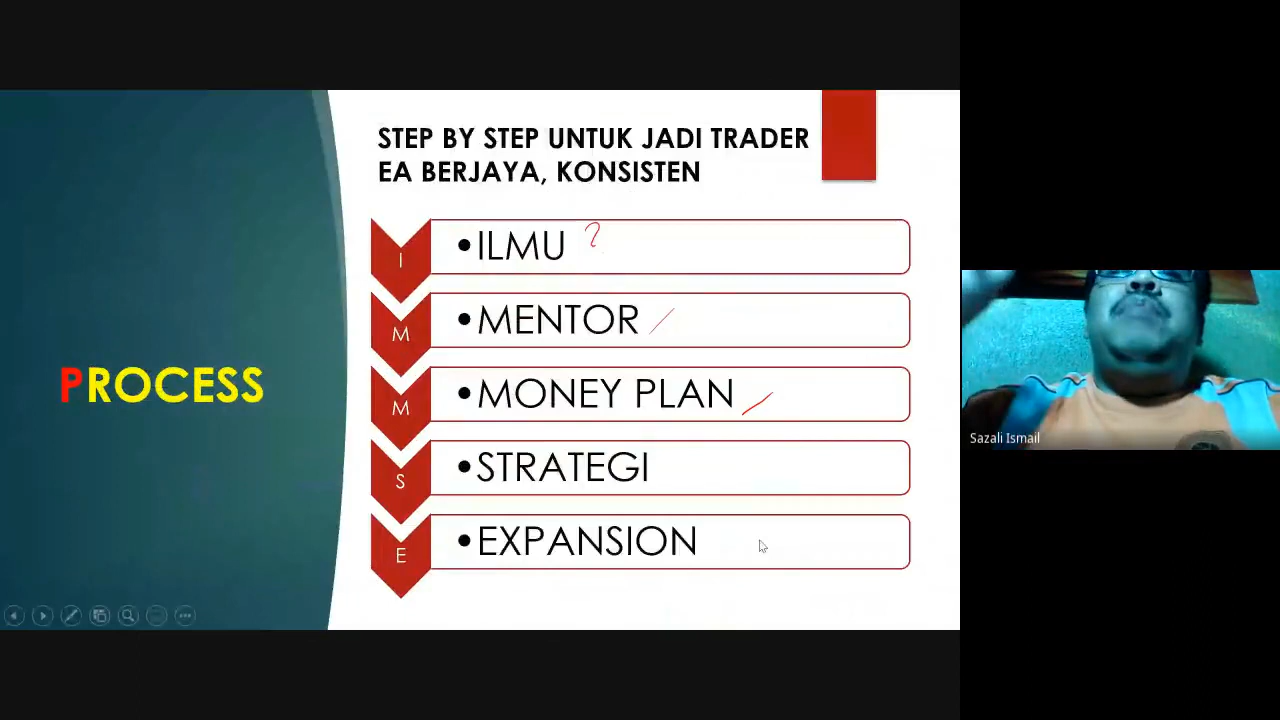 STEP BY STEP UNTUK JADI TRADER
EA BERJAYA, KONSISTEN
PROCESS
I
•ILMU ?
M
•MENTOR
M
•MONEY PLAN
S
•STRATEGI
E
•EXPANSION
Sazali Ismail